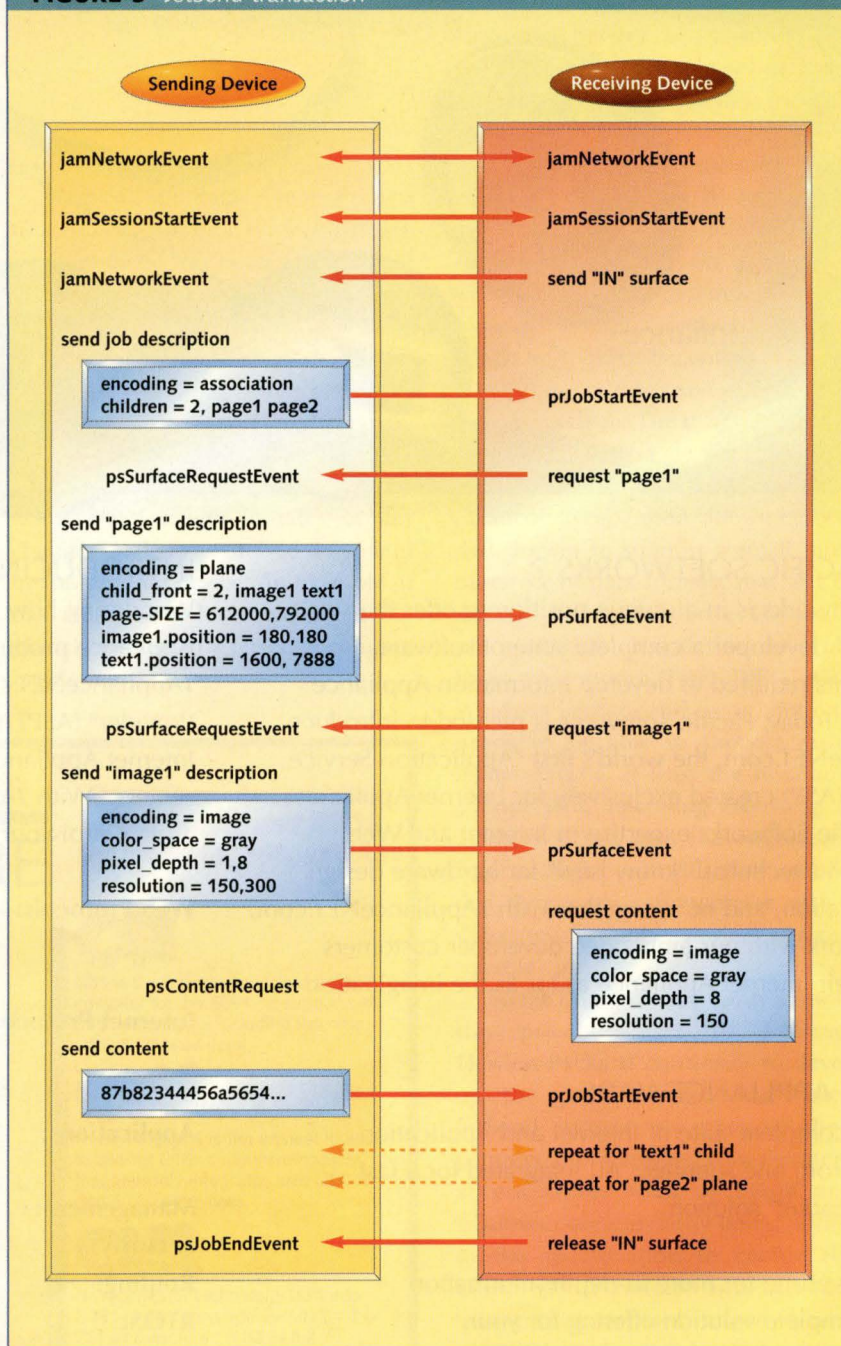 FIGURE 3 JetSend transaction
Sending Device
Receiving Device
jamNetworkEvent
jamNetworkEvent
jamSessionStartEvent
jamSessionStartEvent
jamNetworkEvent
send "IN" surface
send job description
encoding = association
children = 2, page1 page2
prJobStartEvent
psSurfaceRequestEvent
request "page1"
send "page1" description
encoding = plane
child_front = 2, image1 text1
page-SIZE = 612000,792000
image1.position = 180,180
text1.position = 1600, 7888
prSurfaceEvent
psSurfaceRequestEvent
request "image1"
send "image1" description
encoding = image
color_space = gray
pixel_depth = 1,8
resolution = 150,300
prSurfaceEvent
request content
encoding = image
color_space = gray
pixel_depth = 8
resolution = 150
psContentRequest
send content
87b82344456a5654...
prJobStartEvent
repeat for "text1" child
repeat for "page2" plane
psJobEndEvent
release "IN" surface